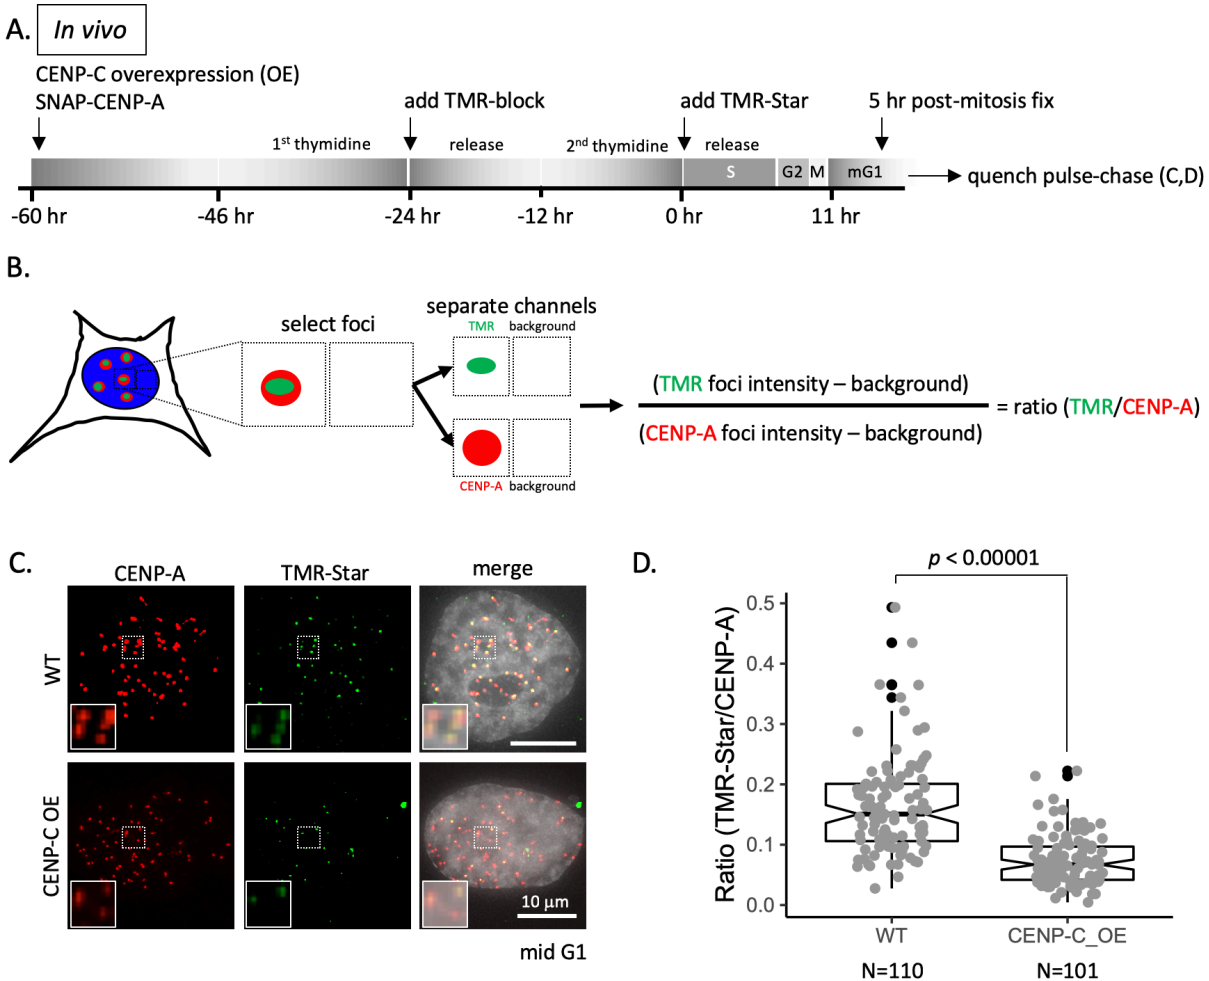 A.
In vivo
CENP-C overexpression (OE)
SNAP-CENP-A
add TMR-block
add TMR-Star
5 hr post-mitosis fix
1st thymidine
release
2nd thymidine
release
S
G2
M
mG1
quench pulse-chase (C,D)
-60 hr
-46 hr
-24 hr
-12 hr
0 hr
11 hr
B.
select foci
separate channels
TMR
background
CENP-A
background
(TMR foci intensity – background)
(CENP-A foci intensity – background)
= ratio (TMR/CENP-A)
C.
CENP-A
TMR-Star
merge
WT
CENP-C OE
10 μm
mid G1
D.
p < 0.00001
Ratio (TMR-Star/CENP-A)
0.5
0.4
0.3
0.2
0.1
0.0
WT
CENP-C_OE
N=110
N=101